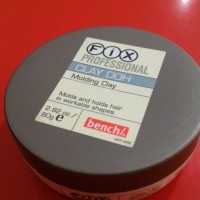 FIX
PROFESSIONAL
CLAY DOH
Molding Clay
Molds and holds hair
in workable shapes.
2.82 oz /
80g e
bench/.